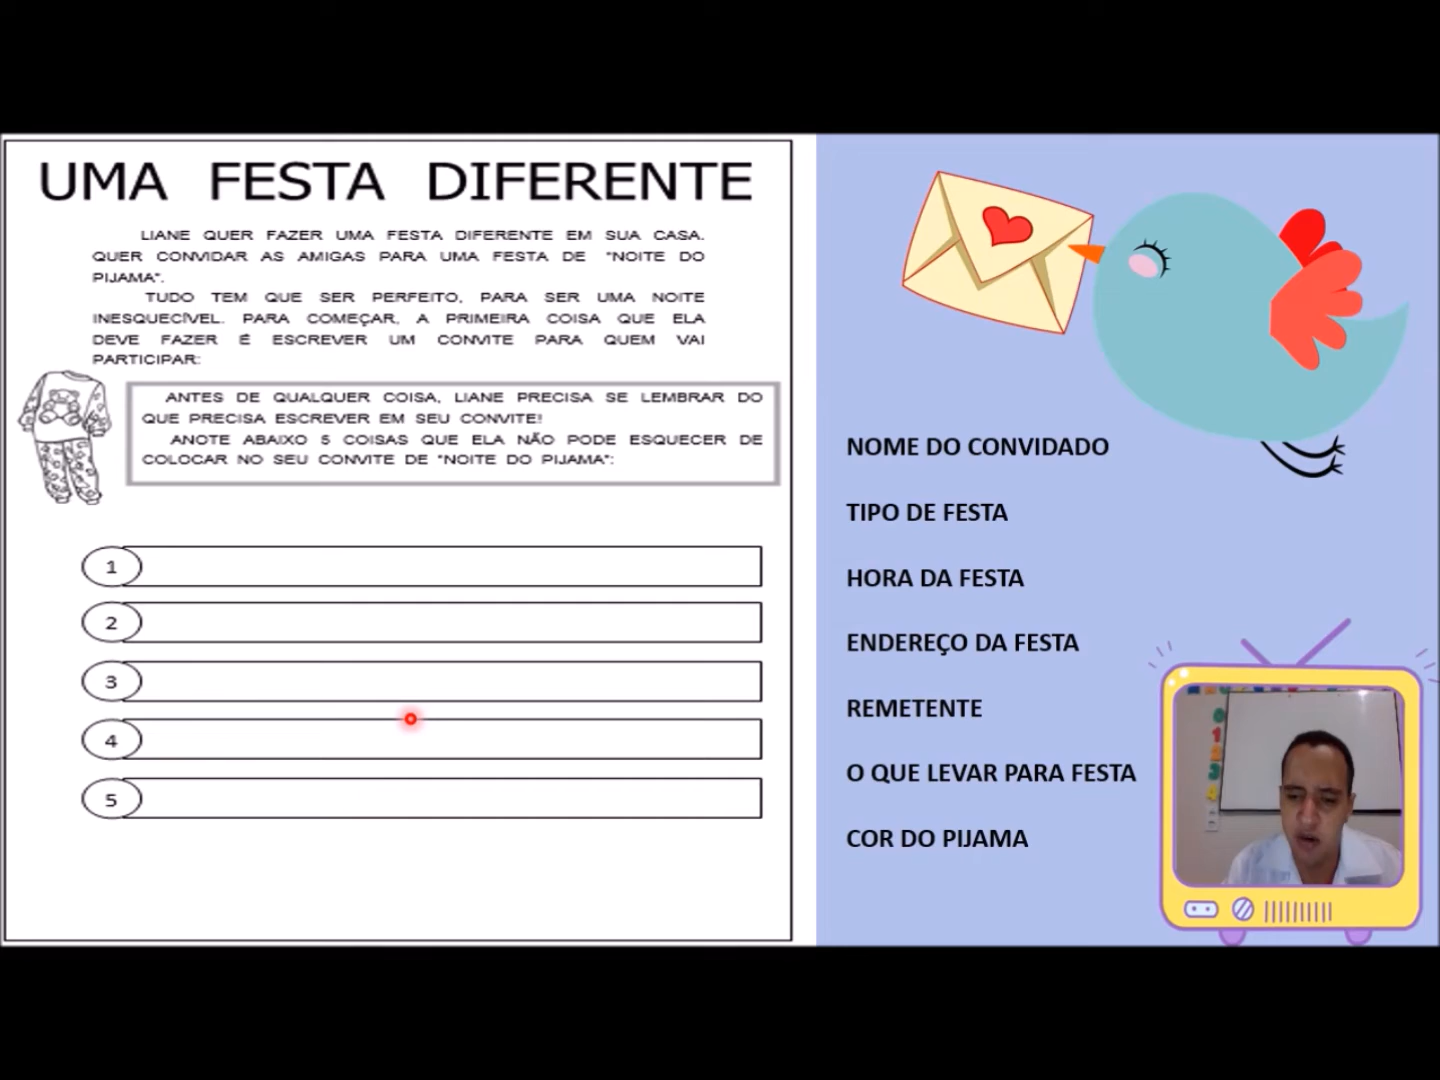 UMA FESTA DIFERENTE
LIANE QUER FAZER UMA FESTA DIFERENTE EM SUA CASA.
QUER CONVIDAR AS AMIGAS PARA UMA FESTA DE "NOITE DO
PIJAMA".
TUDO TEM QUE SER PERFEITO, PARA SER UMA NOITE
INESQUECÍVEL. PARA COMEÇAR, A PRIMEIRA COISA QUE ELA
DEVE FAZER É ESCREVER UM CONVITE PARA QUEM VAI
PARTICIPAR:
ANTES DE QUALQUER COISA, LIANE PRECISA SE LEMBRAR DO
QUE PRECISA ESCREVER EM SEU CONVITE!
ANOTE ABAIXO 5 COISAS QUE ELA NÃO PODE ESQUECER DE
COLOCAR NO SEU CONVITE DE "NOITE DO PIJAMA":
1
2
3
4
5
NOME DO CONVIDADO
TIPO DE FESTA
HORA DA FESTA
ENDEREÇO DA FESTA
REMETENTE
O QUE LEVAR PARA FESTA
COR DO PIJAMA
0
1
2
3
4